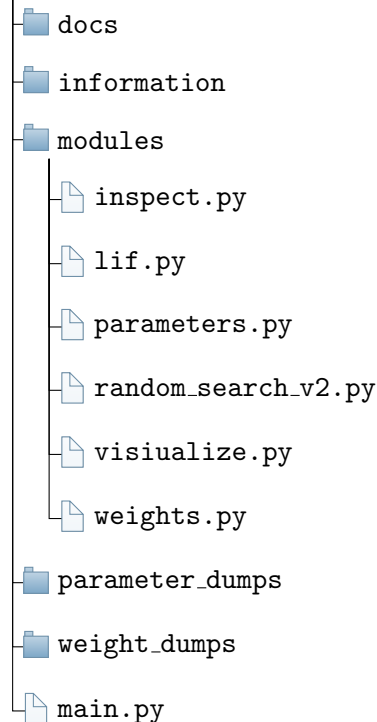 docs
information
modules
inspect.py
lif.py
parameters.py
random_search_v2.py
visiualize.py
weights.py
parameter_dumps
weight_dumps
main.py